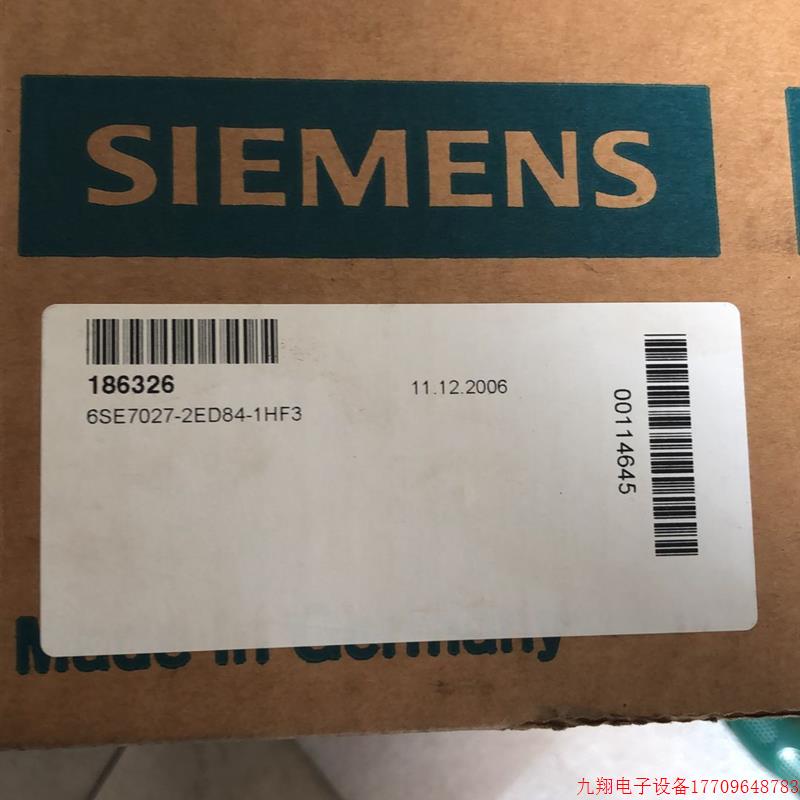 SIEMENS
186326
6SE7027-2ED84-1HF3
11.12.2006
00114645
Made in Germany
九翔电子设备17709648783